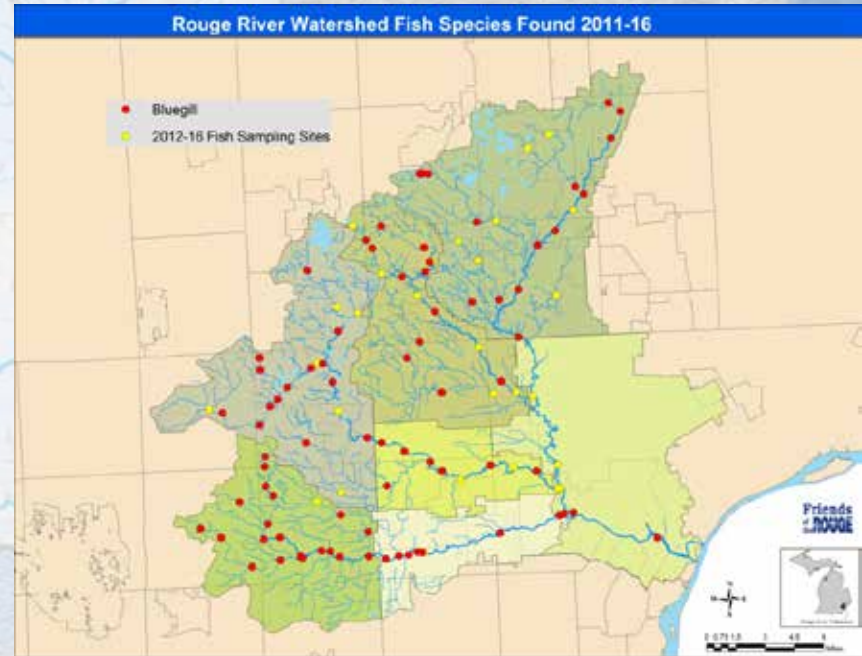 Rouge River Watershed Fish Species Found 2011-16
Bluegill
2012-16 Fish Sampling Sites
Friends
of the ROUGE